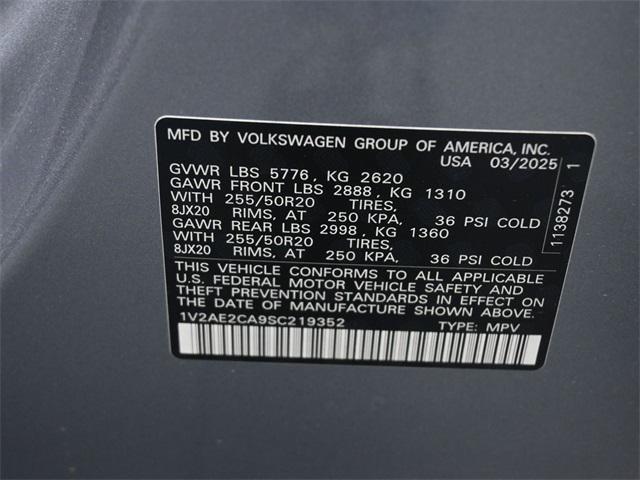 MFD BY VOLKSWAGEN GROUP OF AMERICA, INC.
USA 03/2025
GVWR LBS 5776, KG 2620
GAWR FRONT LBS 2888, KG 1310
WITH 255/50R20 TIRES,
8JX20 RIMS, AT 250 KPA, 36 PSI COLD
GAWR REAR LBS 2998, KG 1360
WITH 255/50R20 TIRES,
8JX20 RIMS, AT 250 KPA, 36 PSI COLD
THIS VEHICLE CONFORMS TO ALL APPLICABLE
U.S. FEDERAL MOTOR VEHICLE SAFETY AND
THEFT PREVENTION STANDARDS IN EFFECT ON
THE DATE OF MANUFACTURE SHOWN ABOVE.
1V2AE2CA9SC219352 TYPE: MPV
1138273 1